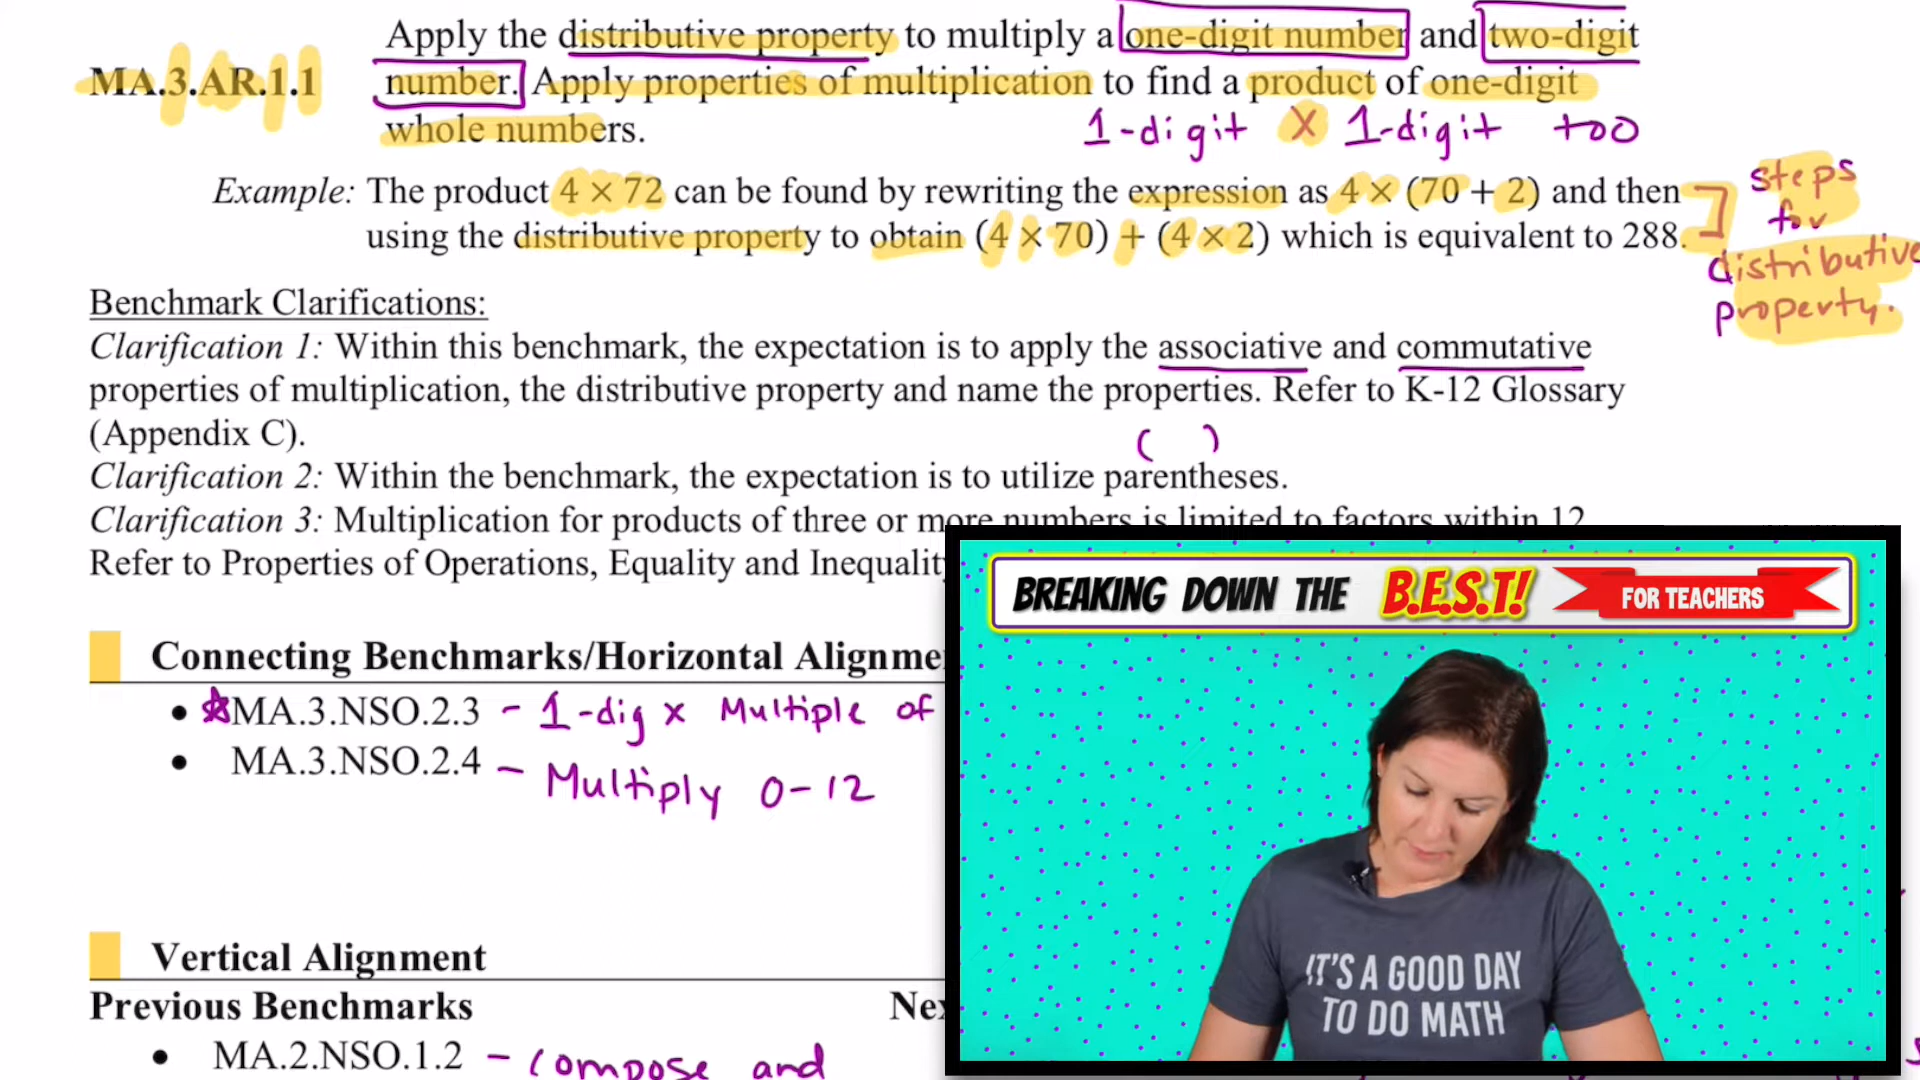 Apply the distributive property to multiply a one-digit number and two-digit
MA.3.AR.1.1 number. Apply properties of multiplication to find a product of one-digit
whole numbers.
1-digit X 1-digit too
Example: The product 4 × 72 can be found by rewriting the expression as 4 × (70 + 2) and then
using the distributive property to obtain (4 × 70) + (4 × 2) which is equivalent to 288.
steps
for
distributive
property.
Benchmark Clarifications:
Clarification 1: Within this benchmark, the expectation is to apply the associative and commutative
properties of multiplication, the distributive property and name the properties. Refer to K-12 Glossary
(Appendix C).
( )
Clarification 2: Within the benchmark, the expectation is to utilize parentheses.
Clarification 3: Multiplication for products of three or more numbers is limited to factors within 12.
Refer to Properties of Operations, Equality and Inequality
BREAKING DOWN THE B.E.S.T! FOR TEACHERS
Connecting Benchmarks/Horizontal Alignme
• MA.3.NSO.2.3 - 1-dig x Multiple of
• MA.3.NSO.2.4 - Multiply 0-12
Vertical Alignment
Previous Benchmarks
• MA.2.NSO.1.2 - compose and
IT'S A GOOD DAY
TO DO MATH